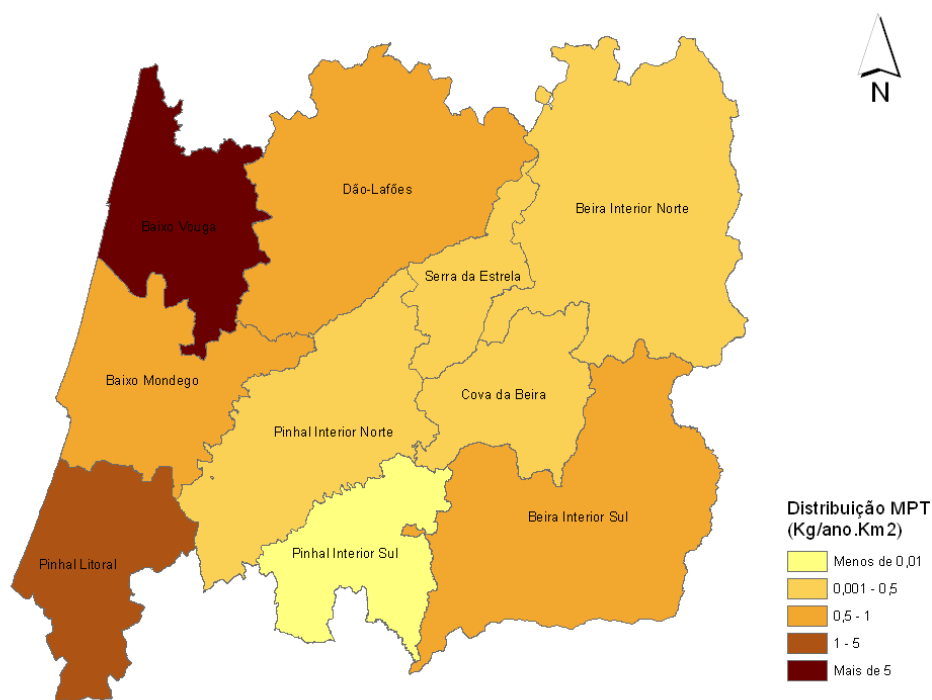 N
Dão-Lafões
Beira Interior Norte
Baixo Vouga
Serra da Estrela
Baixo Mondego
Cova da Beira
Pinhal Interior Norte
Beira Interior Sul
Pinhal Interior Sul
Pinhal Litoral
Distribuição MPT
(Kg/ano.Km2)
Menos de 0,01
0,001 - 0,5
0,5 - 1
1 - 5
Mais de 5